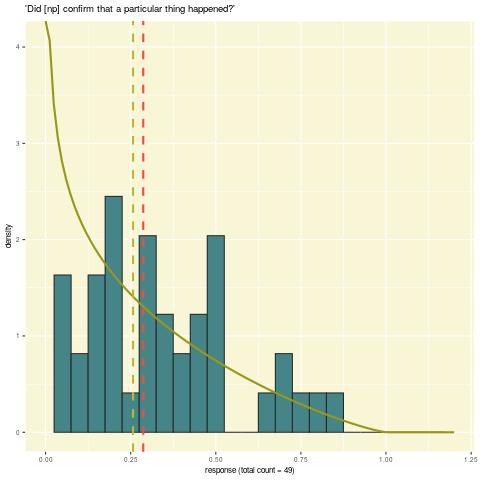 'Did [np] confirm that a particular thing happened?'
density
4
3
2
1
0
0.00 0.25 0.50 0.75 1.00 1.25
response (total count = 49)